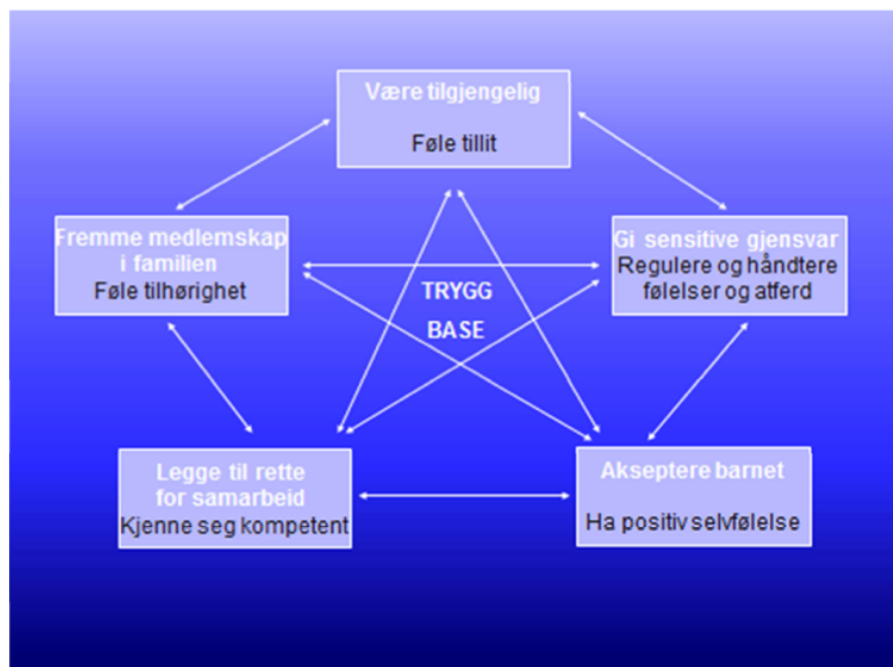 Være tilgjengelig
Føle tillit
Fremme medlemskap
i familien
Føle tilhørighet
Gi sensitive gjensvar
Regulere og håndtere
følelser og atferd
TRYGG
BASE
Legge til rette
for samarbeid
Kjenne seg kompetent
Akseptere barnet
Ha positiv selvfølelse